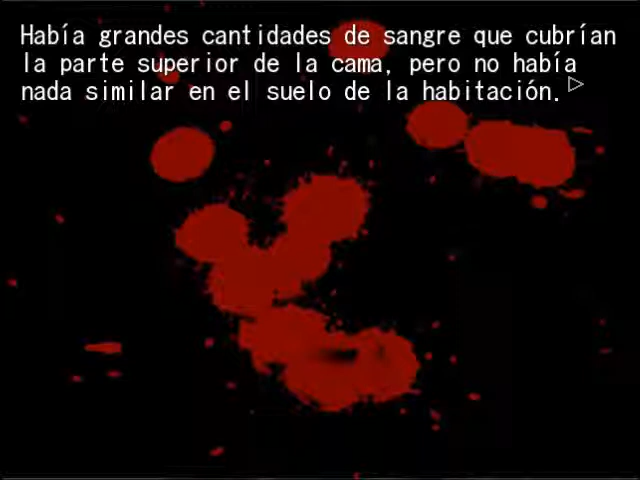 Había grandes cantidades de sangre que cubrían
la parte superior de la cama, pero no había
nada similar en el suelo de la habitación.